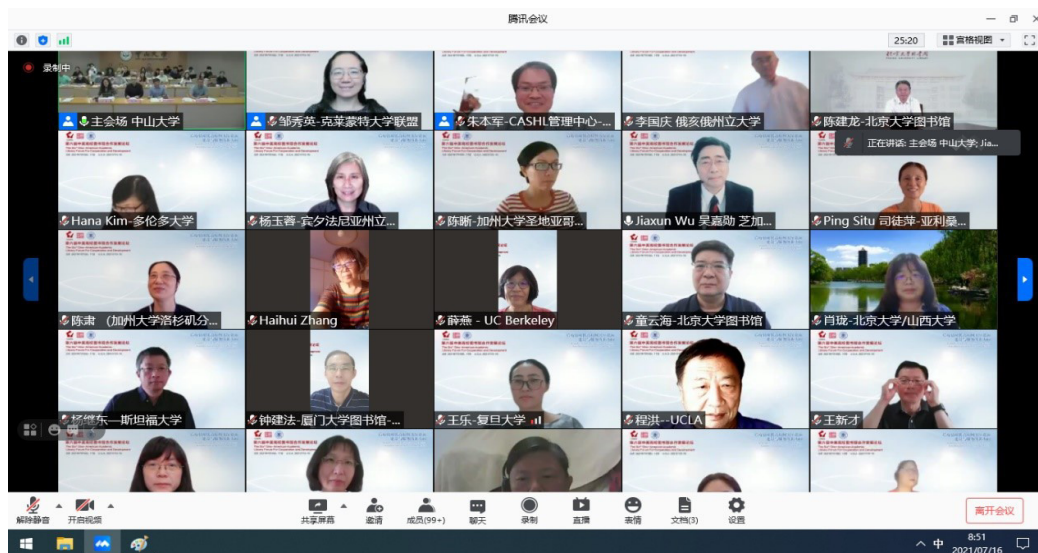 腾讯会议
25:20
宫格视图
录制中
主会场 中山大学
邹秀英-克莱蒙特大学联盟
朱本军-CASHL管理中心-...
李国庆 俄亥俄州立大学
陈建龙-北京大学图书馆
正在讲话: 主会场 中山大学; Jia...
Hana Kim-多伦多大学
杨玉蓉-宾夕法尼亚州立...
陈晰-加州大学圣地亚哥...
Jiaxun Wu 吴嘉勋 芝加...
Ping Situ 司徒萍-亚利桑...
陈肃 （加州大学洛杉矶分...
Haihui Zhang
薛燕 - UC Berkeley
童云海-北京大学图书馆
肖珑-北京大学/山西大学
杨继东—斯坦福大学
钟建法-厦门大学图书馆-...
王乐-复旦大学
程洪--UCLA
王新才
解除静音
开启视频
共享屏幕
邀请
成员(99+)
聊天
录制
直播
表情
文档(3)
设置
离开会议
中
8:51
2021/07/16